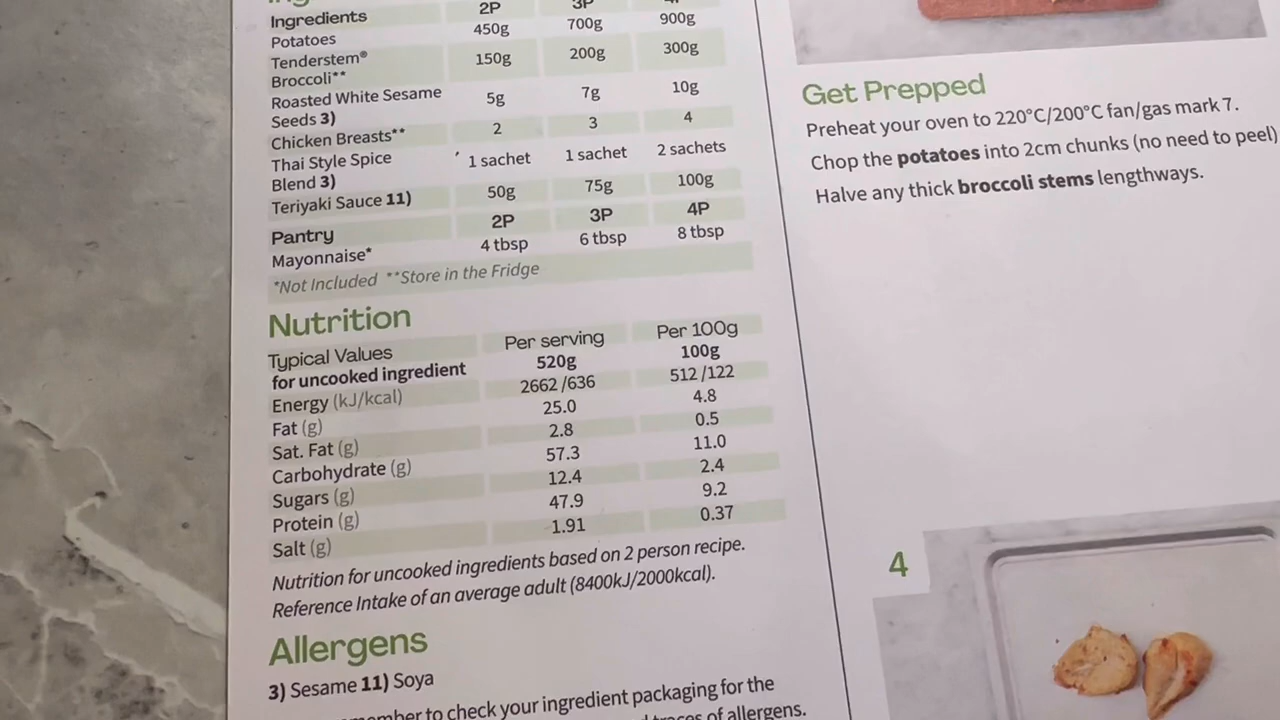 Ingredients 2P 3P
Potatoes 450g 700g 900g
Tenderstem®
Broccoli** 150g 200g 300g
Roasted White Sesame
Seeds 3) 5g 7g 10g
Chicken Breasts** 2 3 4
Thai Style Spice
Blend 3) 1 sachet 1 sachet 2 sachets
Teriyaki Sauce 11) 50g 75g 100g
Pantry 2P 3P 4P
Mayonnaise* 4 tbsp 6 tbsp 8 tbsp
*Not Included **Store in the Fridge
Nutrition
Typical Values Per serving Per 100g
for uncooked ingredient 520g 100g
Energy (kJ/kcal) 2662 /636 512 /122
Fat (g) 25.0 4.8
Sat. Fat (g) 2.8 0.5
Carbohydrate (g) 57.3 11.0
Sugars (g) 12.4 2.4
Protein (g) 47.9 9.2
Salt (g) 1.91 0.37
Nutrition for uncooked ingredients based on 2 person recipe.
Reference Intake of an average adult (8400kJ/2000kcal).
Allergens
3) Sesame 11) Soya
to check your ingredient packaging for the
of allergens.
Get Prepped
Preheat your oven to 220°C/200°C fan/gas mark 7.
Chop the potatoes into 2cm chunks (no need to peel)
Halve any thick broccoli stems lengthways.
4